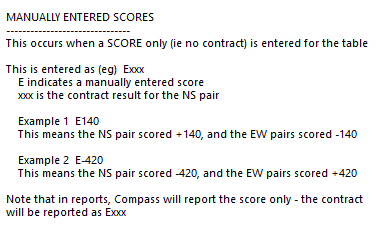 MANUALLY ENTERED SCORES
-------------------------------
This occurs when a SCORE only (ie no contract) is entered for the table
This is entered as (eg)  Exxx
E indicates a manually entered score
xxx is the contract result for the NS pair
Example 1  E140
This means the NS pair scored +140, and the EW pairs scored -140
Example 2  E-420
This means the NS pair scored -420, and the EW pairs scored +420
Note that in reports, Compass will report the score only - the contract
will be reported as Exxx